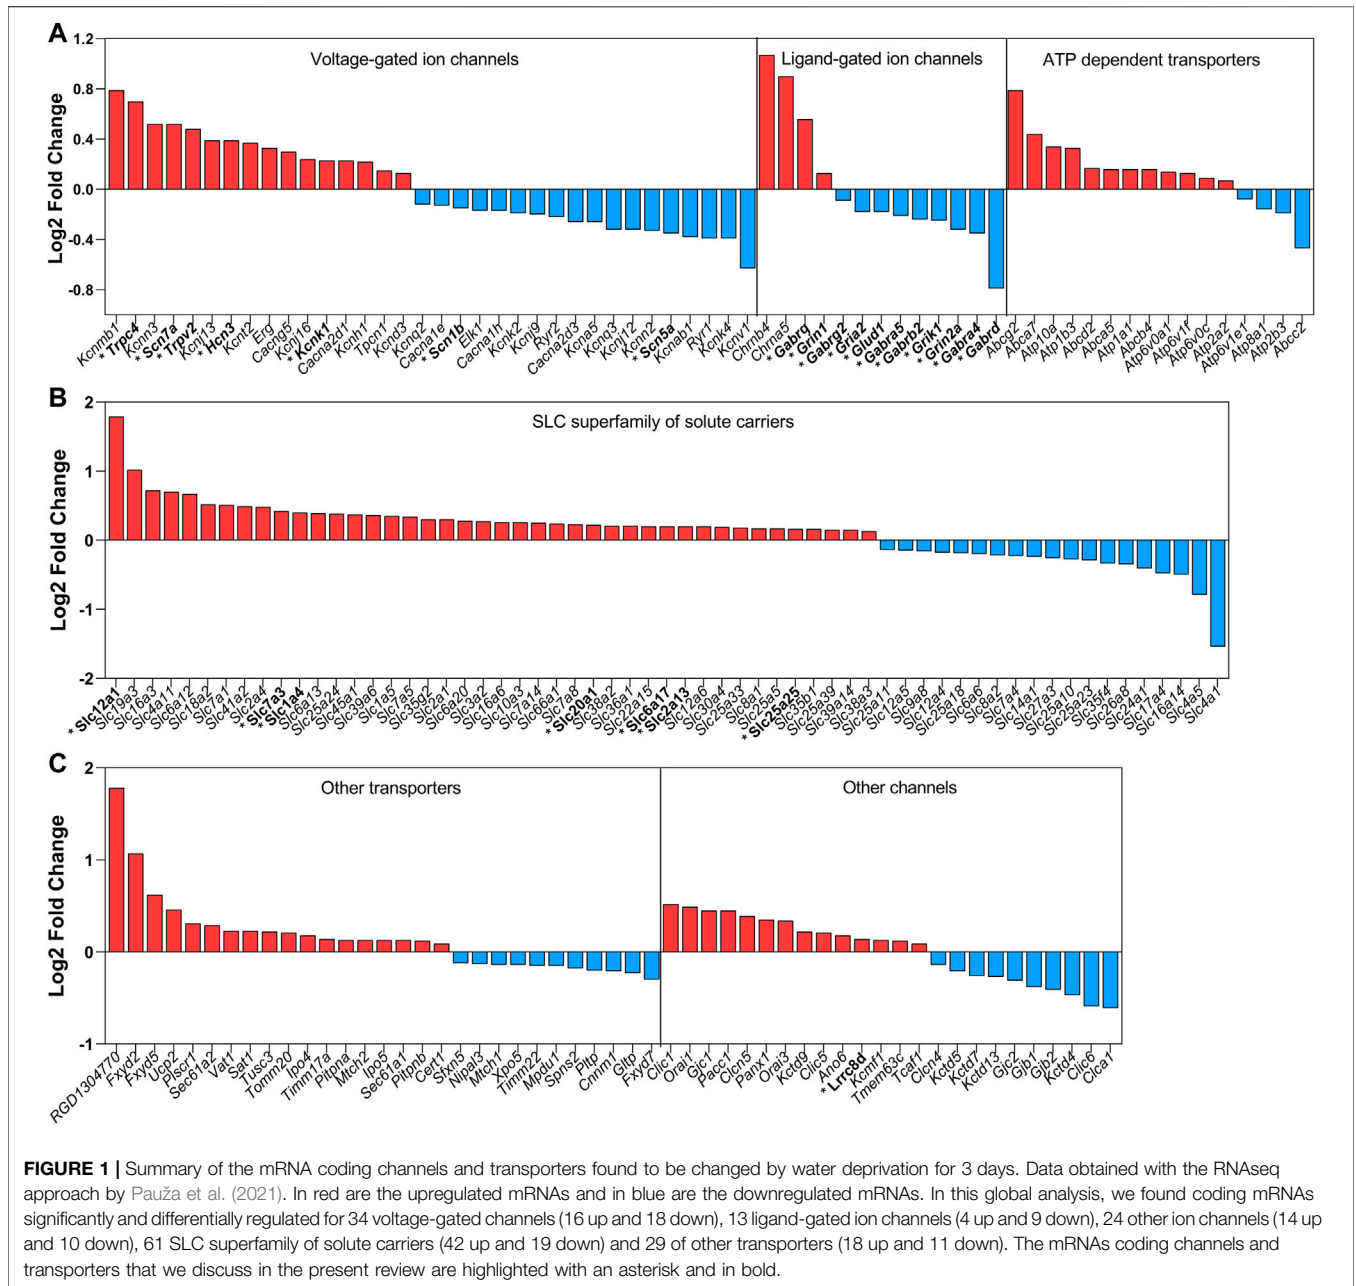 A
Log2 Fold Change
1.2
0.8
0.4
0.0
-0.4
-0.8
Voltage-gated ion channels
Ligand-gated ion channels
ATP dependent transporters
Kcnmb1
* Trpc4
Kcnn3
* Scn7a
* Trpv2
Kcnj13
* Hcn3
Kcnt2
Erg
Cacng5
Kcnj16
* Kcnk1
Cacna2d1
Kcnh1
Tpcn1
Kcnd3
Kcnq2
Cacna1e
* Scn1b
Elk1
Cacna1h
Kcnk2
Kcnj9
Ryr2
Cacna2d3
Kcna5
Kcnq3
Kcnj12
Kcnn2
* Scn5a
Kcnab1
Ryr1
Kcnk4
Kcnv1
Chrnb4
Chrna5
* Gabrq
* Grin1
* Gabrg2
* Gria2
* Glud1
* Gabra5
* Gabrb2
* Grik1
* Grin2a
* Gabra4
* Gabrd
Abcg2
Abca7
Atp10a
Atp1b3
Abcd2
Abca5
Atp1a1
Abcb4
Atp6v0a1
Atp6v1f
Atp6v0c
Atp2a2
Atp6v1e1
Atp8a1
Atp2b3
Abcc2
B
Log2 Fold Change
2
1
0
-1
-2
SLC superfamily of solute carriers
* Slc12a1
Slc19a3
Slc16a3
Slc4a11
Slc6a12
Slc18a2
Slc7a1
Slc41a2
Slc2a4
* Slc7a3
* Slc1a4
Slc6a13
Slc25a24
Slc45a1
Slc39a6
Slc1a5
Slc7a5
Slc35g2
Slc2a1
Slc6a20
Slc3a2
Slc16a6
Slc10a3
Slc7a14
Slc66a1
Slc7a8
* Slc20a1
Slc38a2
Slc36a1
Slc22a15
* Slc6a17
* Slc2a13
Slc12a6
Slc30a4
Slc25a33
Slc8a1
Slc25a5
* Slc25a25
Slc35b1
Slc25a39
Slc39a14
Slc38a3
Slc25a11
Slc12a5
Slc9a8
Slc12a4
Slc25a18
Slc6a6
Slc8a2
Slc7a4
Slc14a1
Slc27a3
Slc25a10
Slc25a23
Slc35f4
Slc26a8
Slc24a1
Slc17a4
Slc16a14
Slc4a5
Slc4a1
C
Log2 Fold Change
2
1
0
-1
Other transporters
Other channels
RGD1304770
Fxyd2
Fxyd5
Ucp2
Plscr1
Sec61a2
Vat1
Sat1
Tusc3
Tomm20
Ipo4
Timm17a
Pitpna
Mtch2
Ipo5
Sec61a1
Pitpnb
Cert1
Sfxn5
Nipal3
Mtch1
Xpo5
Timm22
Mpdu1
Spns2
Pltp
Cnnm1
Gltp
Fxyd7
Clic1
Orai1
Gjc1
Pacc1
Clcn5
Panx1
Orai3
Kctd9
Clic5
Ano6
* Lrrc8d
Kcmf1
Tmem63c
Tcaf1
Clcn4
Kctd5
Kctd7
Kctd13
Gjc2
Gjb1
Gjb2
Kctd4
Clic6
Clca1
FIGURE 1 | Summary of the mRNA coding channels and transporters found to be changed by water deprivation for 3 days. Data obtained with the RNAseq
approach by Pauža et al. (2021). In red are the upregulated mRNAs and in blue are the downregulated mRNAs. In this global analysis, we found coding mRNAs
significantly and differentially regulated for 34 voltage-gated channels (16 up and 18 down), 13 ligand-gated ion channels (4 up and 9 down), 24 other ion channels (14 up
and 10 down), 61 SLC superfamily of solute carriers (42 up and 19 down) and 29 of other transporters (18 up and 11 down). The mRNAs coding channels and
transporters that we discuss in the present review are highlighted with an asterisk and in bold.